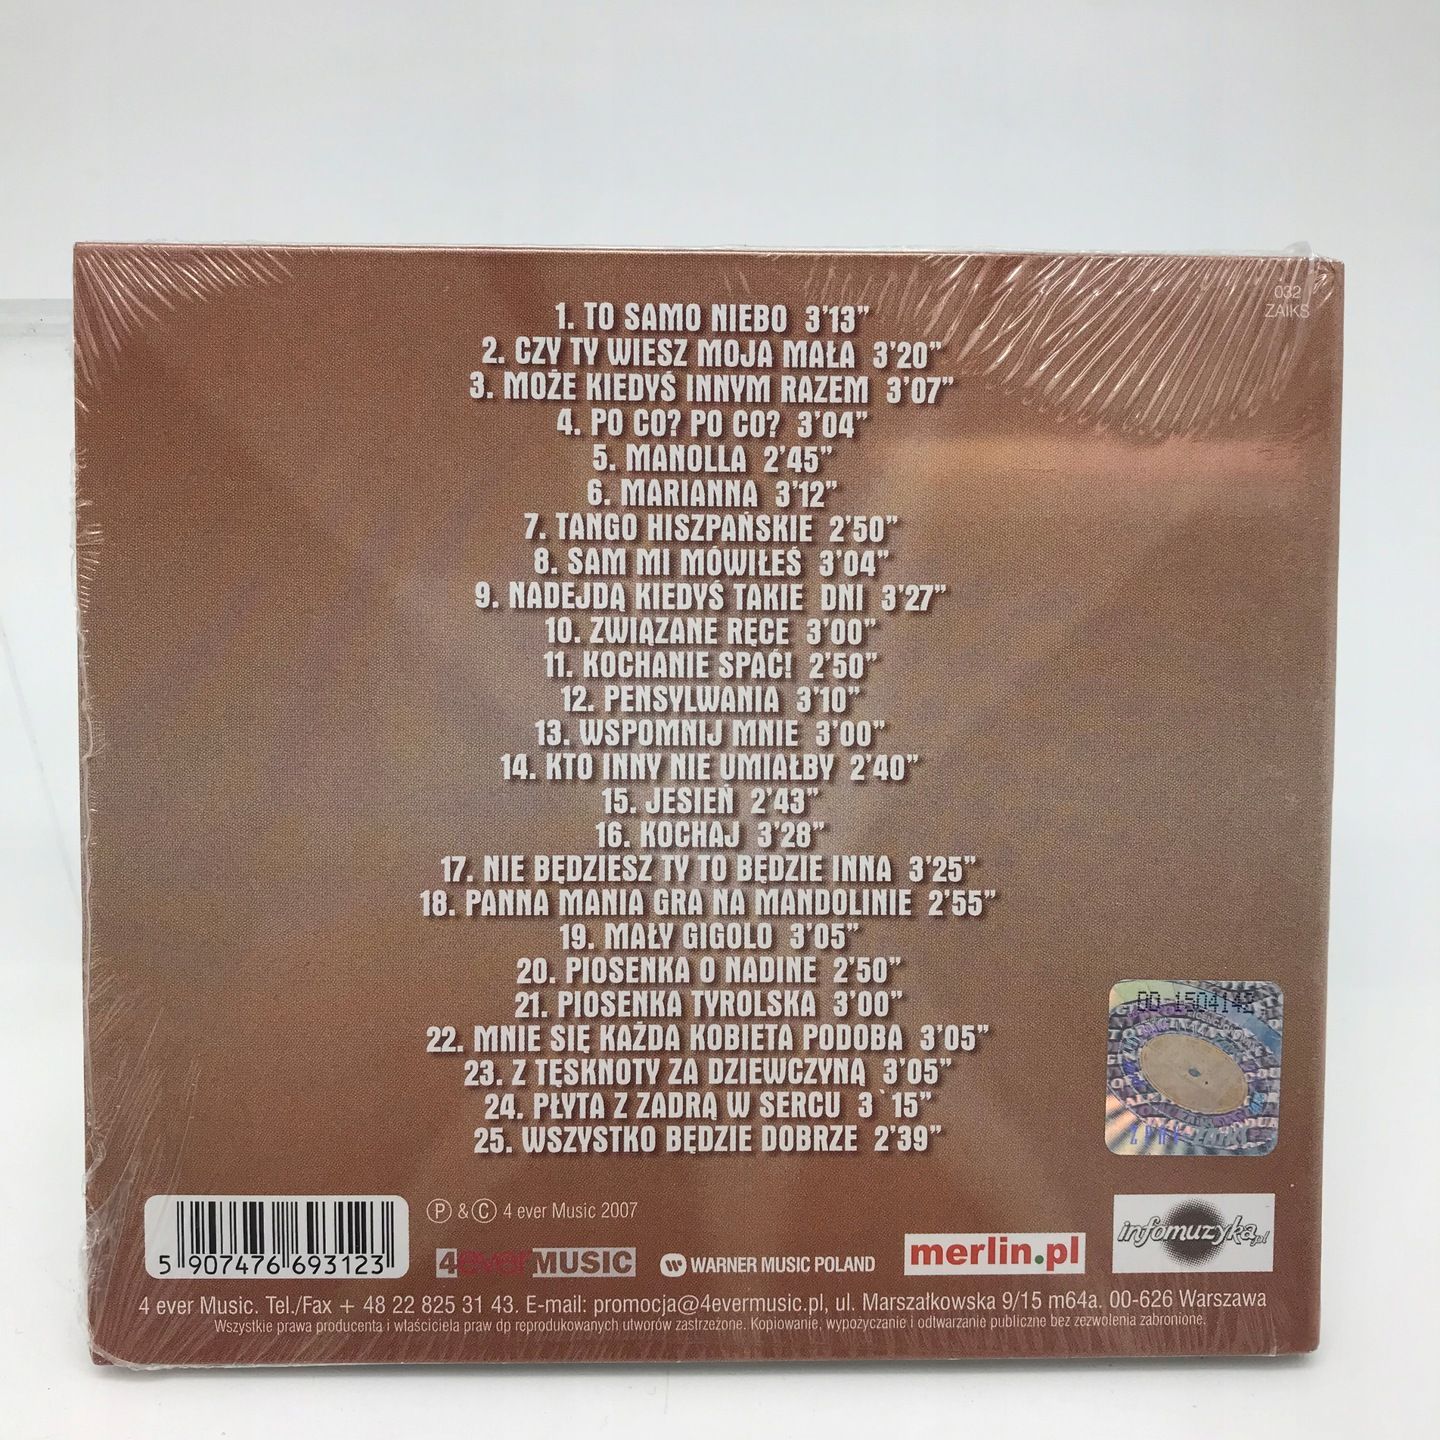 032
ZAIKS
1. TO SAMO NIEBO 3'13"
2. CZY TY WIESZ MOJA MAŁA 3'20"
3. MOŻE KIEDYŚ INNYM RAZEM 3'07"
4. PO CO? PO CO? 3'04"
5. MANOLLA 2'45"
6. MARIANNA 3'12"
7. TANGO HISZPAŃSKIE 2'50"
8. SAM MI MÓWIŁEŚ 3'04"
9. NADEJDĄ KIEDYŚ TAKIE DNI 3'27"
10. ZWIĄZANE RĘCE 3'00"
11. KOCHANIE SPAĆ! 2'50"
12. PENSYLWANIA 3'10"
13. WSPOMNIJ MNIE 3'00"
14. KTO INNY NIE UMIAŁBY 2'40"
15. JESIEŃ 2'43"
16. KOCHAJ 3'28"
17. NIE BĘDZIESZ TY TO BĘDZIE INNA 3'25"
18. PANNA MANIA GRA NA MANDOLINIE 2'55"
19. MAŁY GIGOLO 3'05"
20. PIOSENKA O NADINE 2'50"
21. PIOSENKA TYROLSKA 3'00"
22. MNIE SIĘ KAŻDA KOBIETA PODOBA 3'05"
23. Z TĘSKNOTY ZA DZIEWCZYNĄ 3'05"
24. PŁYTA Z ZADRĄ W SERCU 3`15"
25. WSZYSTKO BĘDZIE DOBRZE 2'39"
5 907476 693123
Ⓟ & Ⓒ 4 ever Music 2007
4ever MUSIC
WARNER MUSIC POLAND
merlin.pl
infomuzyka.pl
4 ever Music. Tel./Fax + 48 22 825 31 43. E-mail: promocja@4evermusic.pl, ul. Marszałkowska 9/15 m64a. 00-626 Warszawa
Wszystkie prawa producenta i właściciela praw dp reprodukowanych utworów zastrzeżone. Kopiowanie, wypożyczanie i odtwarzanie publiczne bez zezwolenia zabronione.